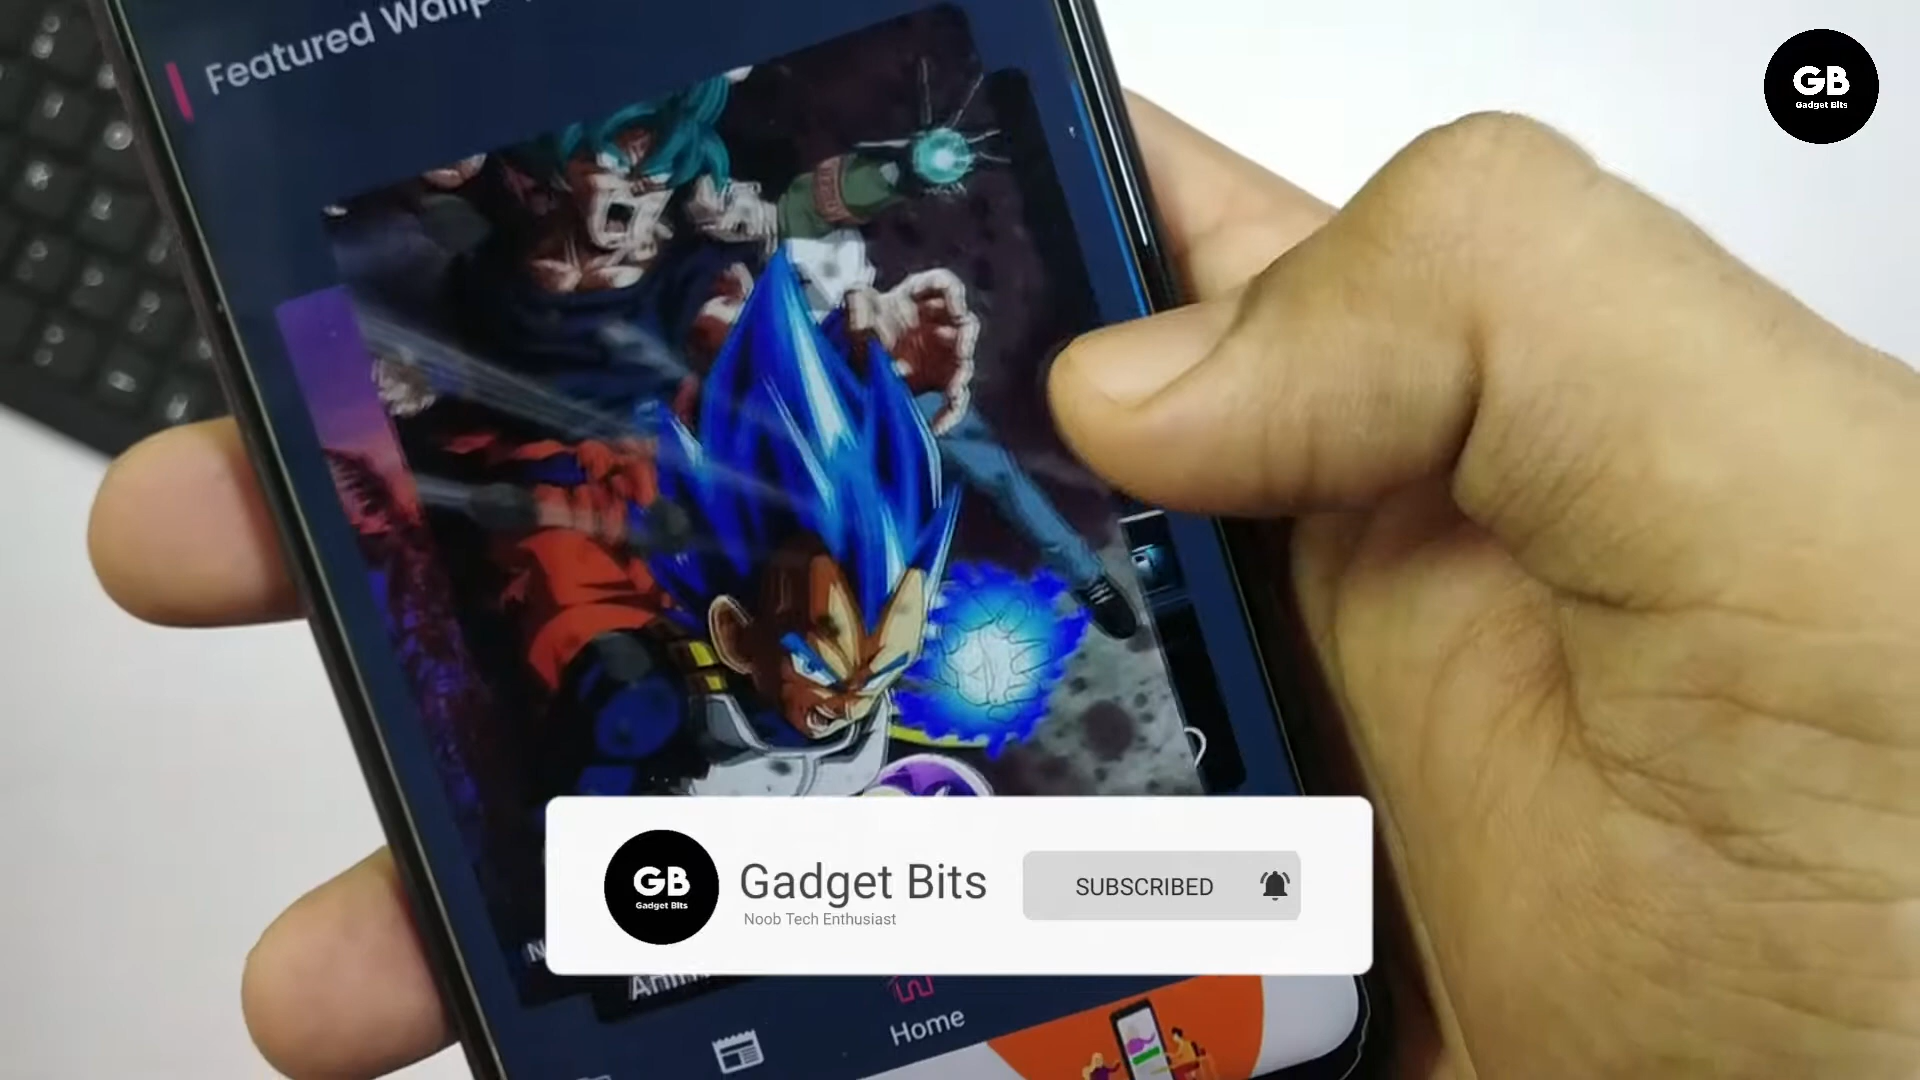 Featured
GB
Gadget Bits
GB
Gadget Bits
Gadget Bits
Noob Tech Enthusiast
SUBSCRIBED
Home